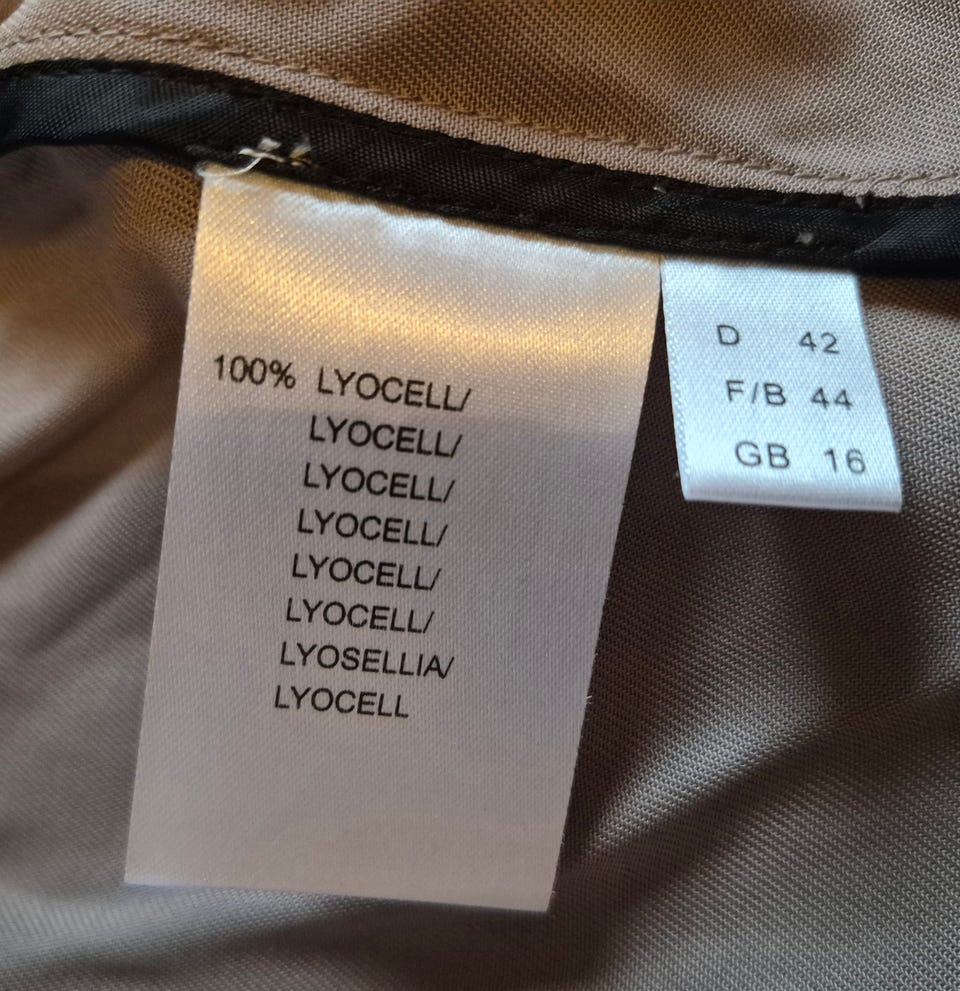 100% LYOCELL/
LYOCELL/
LYOCELL/
LYOCELL/
LYOCELL/
LYOCELL/
LYOSELLIA/
LYOCELL
D 42
F/B 44
GB 16